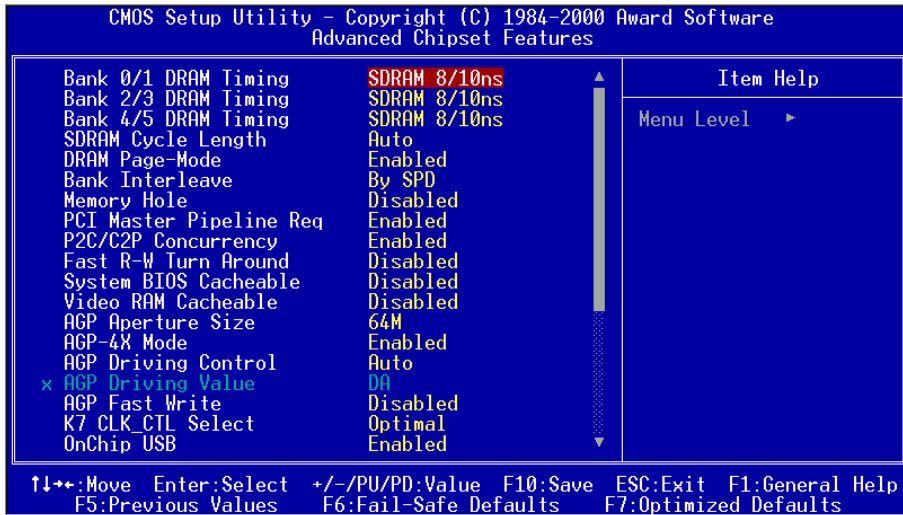 CMOS Setup Utility – Copyright (C) 1984-2000 Award Software
Advanced Chipset Features
Bank 0/1 DRAM Timing SDRAM 8/10ns
Bank 2/3 DRAM Timing SDRAM 8/10ns
Bank 4/5 DRAM Timing SDRAM 8/10ns
SDRAM Cycle Length Auto
DRAM Page-Mode Enabled
Bank Interleave By SPD
Memory Hole Disabled
PCI Master Pipeline Req Enabled
P2C/C2P Concurrency Enabled
Fast R-W Turn Around Disabled
System BIOS Cacheable Disabled
Video RAM Cacheable Disabled
AGP Aperture Size 64M
AGP-4X Mode Enabled
AGP Driving Control Auto
x AGP Driving Value DA
AGP Fast Write Disabled
K7 CLK_CTL Select Optimal
OnChip USB Enabled
Item Help
Menu Level ►
↑↓→←:Move Enter:Select +/-/PU/PD:Value F10:Save ESC:Exit F1:General Help
F5:Previous Values F6:Fail-Safe Defaults F7:Optimized Defaults